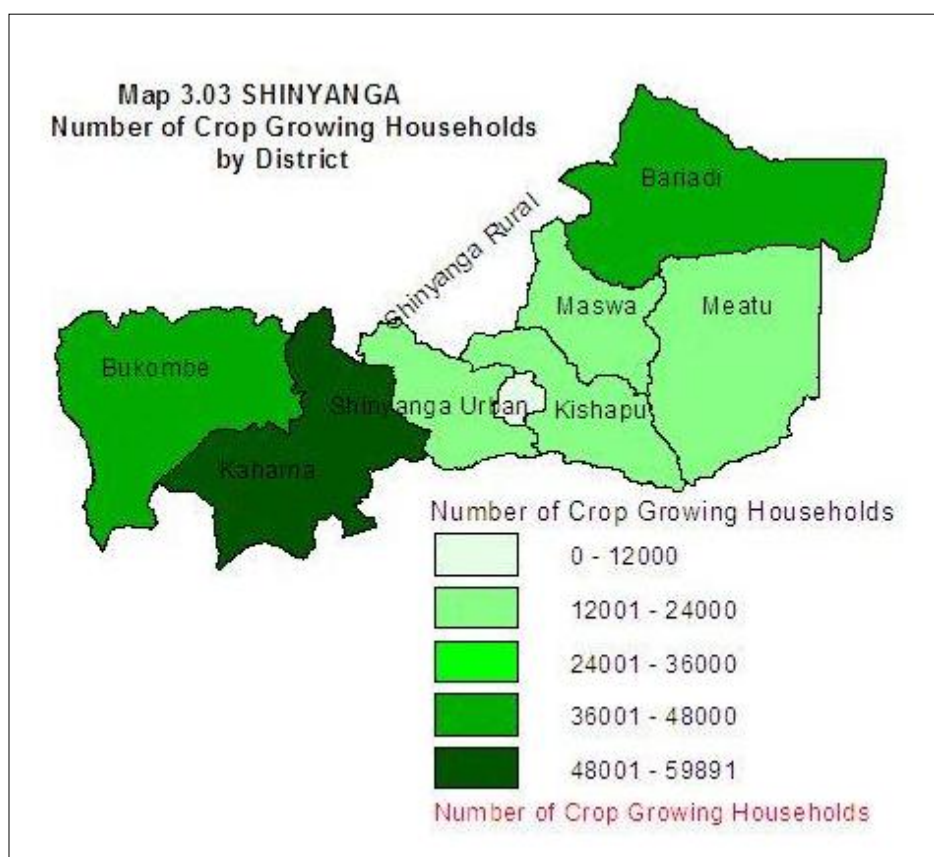 Map 3.03 SHINYANGA
Number of Crop Growing Households
by District
Bariadi
Shinyanga Rural
Maswa
Meatu
Bukombe
Shinyanga Urban
Kishapu
Kahama
Number of Crop Growing Households
0 - 12000
12001 - 24000
24001 - 36000
36001 - 48000
48001 - 59891
Number of Crop Growing Households